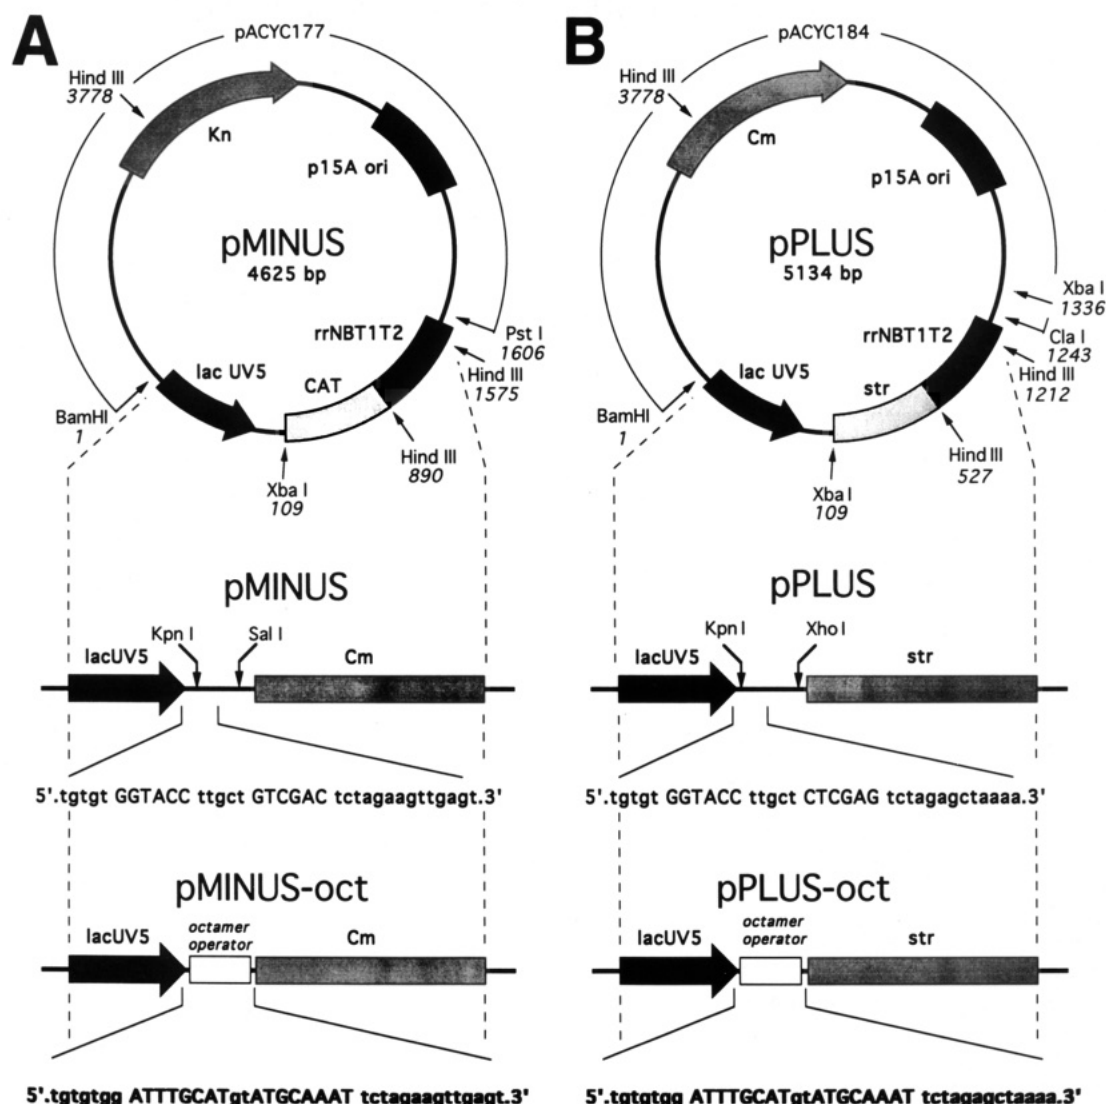 A
pACYC177
Hind III
3778
Kn
p15A ori
pMINUS
4625 bp
rrNBT1T2
Pst I
1606
Hind III
1575
lac UV5
CAT
BamHI
1
Hind III
890
Xba I
109
pMINUS
Kpn I
Sal I
lacUV5
Cm
5'.tgtgt GGTACC ttgct GTCGAC tctagaagttgagt.3'
pMINUS-oct
lacUV5
octamer
operator
Cm
5'.tgtgtgg ATTTGCATgtATGCAAAT tctagaagttgagt.3'
B
pACYC184
Hind III
3778
Cm
p15A ori
pPLUS
5134 bp
Xba I
1336
rrNBT1T2
Cla I
1243
Hind III
1212
lac UV5
str
BamHI
1
Hind III
527
Xba I
109
pPLUS
Kpn I
Xho I
lacUV5
str
5'.tgtgt GGTACC ttgct CTCGAG tctagagctaaaa.3'
pPLUS-oct
lacUV5
octamer
operator
str
5'.tgtgtgg ATTTGCATgtATGCAAAT tctagagctaaaa.3'